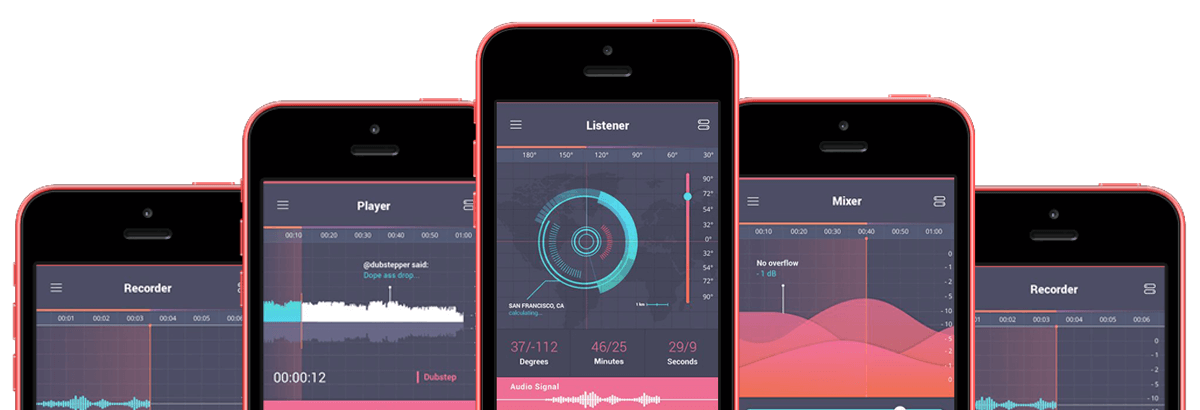 Recorder
00:01 00:02 00:03 00:04 00:05 00:06
Player
00:10 00:20 00:30 00:40 00:50 01:00
@dubstepper said:
Dope ass drop...
00:00:12
Dubstep
Listener
180° 150° 120° 90° 60° 30°
90°
72°
54°
32°
0°
32°
54°
72°
90°
SAN FRANCISCO, CA
calculating...
1 km
37/-112 46/25 29/9
Degrees Minutes Seconds
Audio Signal
Mixer
00:10 00:20 00:30 00:40 00:50 01:00
No overflow
- 1 dB
0
- 1
- 2
- 5
- 10
- 10
- 5
- 2
- 1
0
Recorder
00:02 00:03 00:04 00:05 00:06
0
- 1
- 2
- 5
- 10